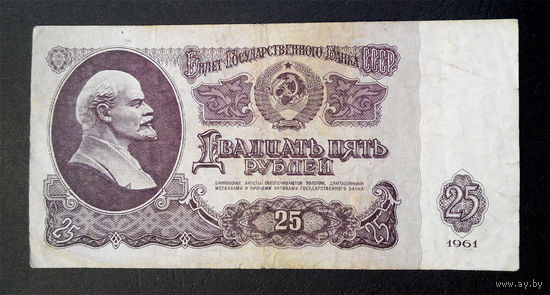 Билет Государственного Банка СССР
Двадцать пять
рублей
БАНКОВСКИЕ БИЛЕТЫ ОБЕСПЕЧИВАЮТСЯ ЗОЛОТОМ, ДРАГОЦЕННЫМИ
МЕТАЛЛАМИ И ПРОЧИМИ АКТИВАМИ ГОСУДАРСТВЕННОГО БАНКА
25 25 25 25
1961
www.ay.by